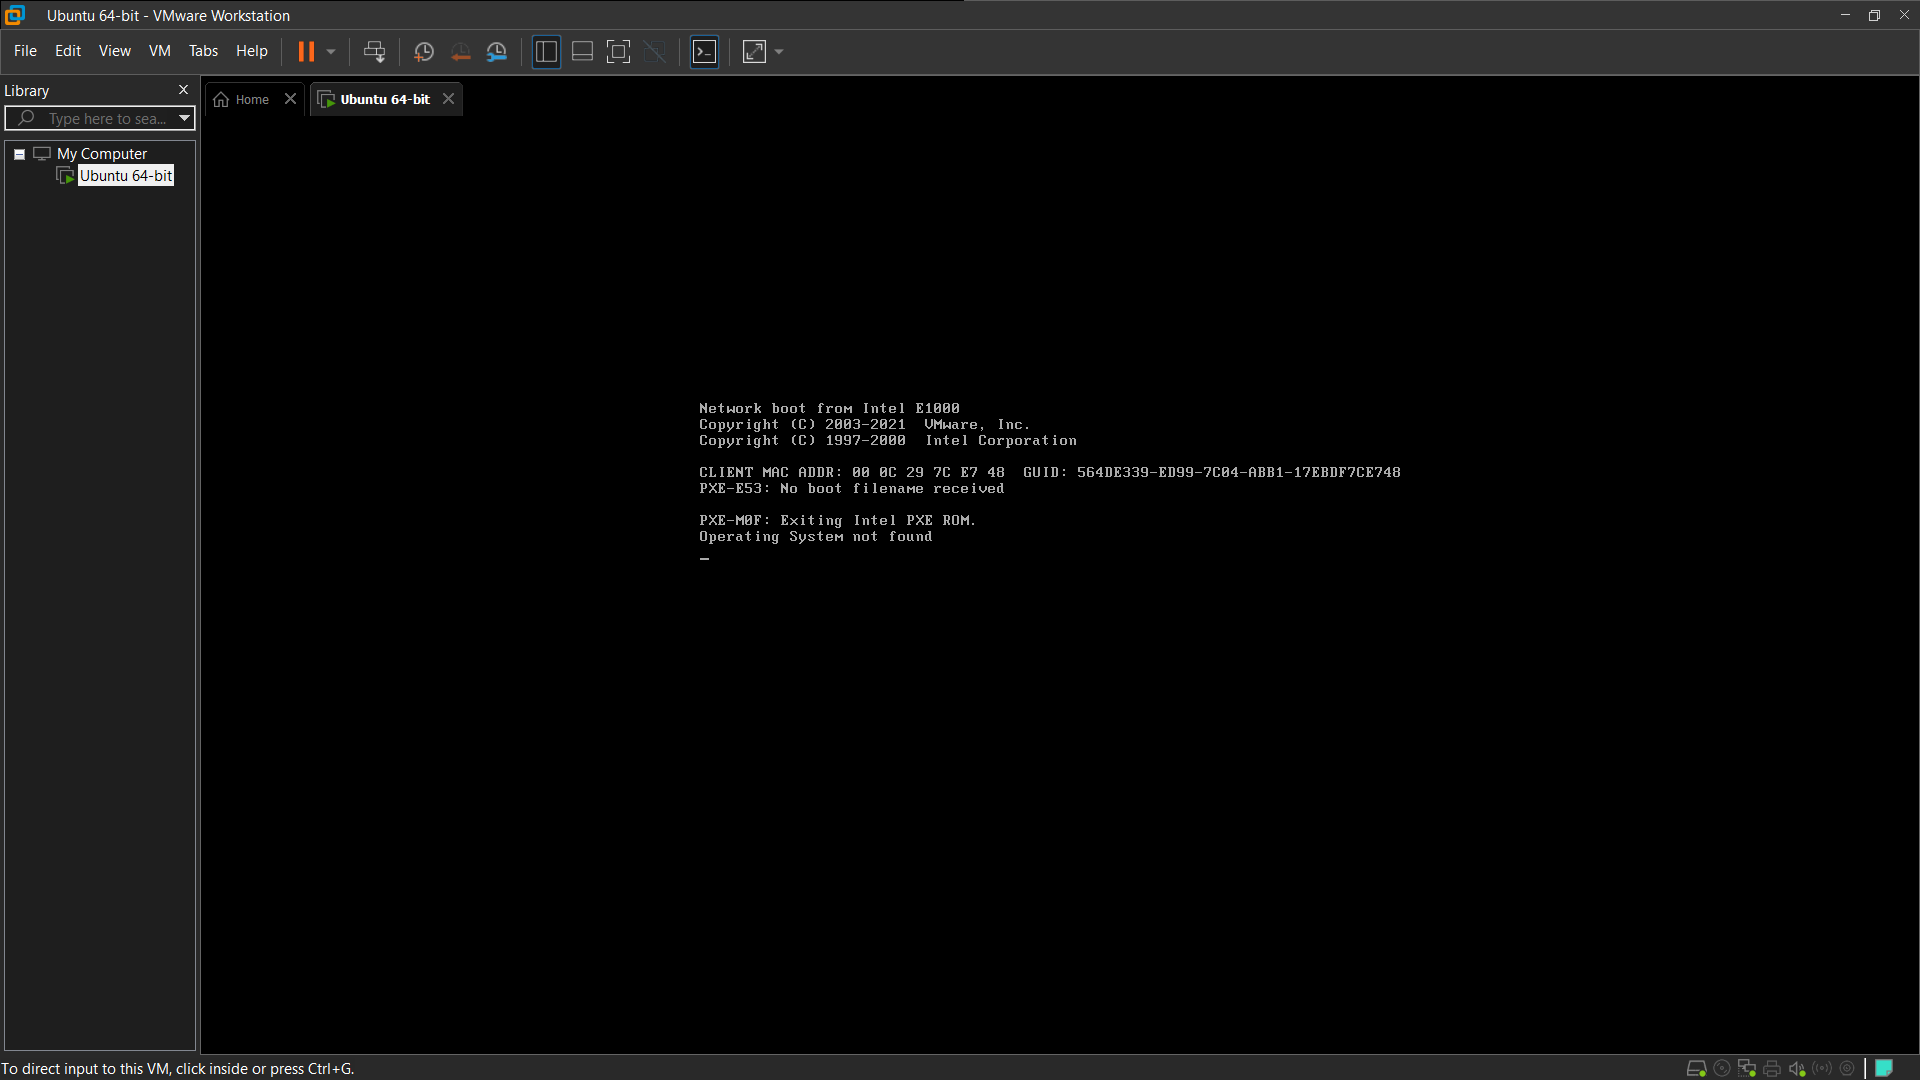 Ubuntu 64-bit - VMware Workstation
File Edit View VM Tabs Help
Library
Type here to sea...
My Computer
Ubuntu 64-bit
Home
Ubuntu 64-bit
Network boot from Intel E1000
Copyright (C) 2003-2021  VMware, Inc.
Copyright (C) 1997-2000  Intel Corporation
CLIENT MAC ADDR: 00 0C 29 7C E7 48  GUID: 564DE339-ED99-7C04-ABB1-17EBDF7CE748
PXE-E53: No boot filename received
PXE-M0F: Exiting Intel PXE ROM.
Operating System not found
To direct input to this VM, click inside or press Ctrl+G.